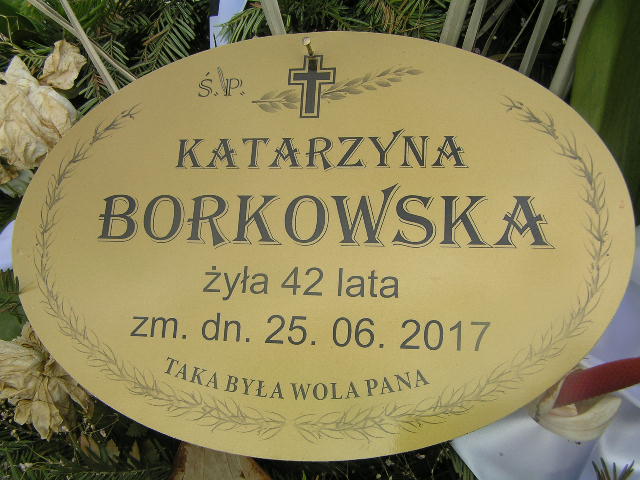 Ś.P.
KATARZYNA
BORKOWSKA
żyła 42 lata
zm. dn. 25. 06. 2017
TAKA BYŁA WOLA PANA